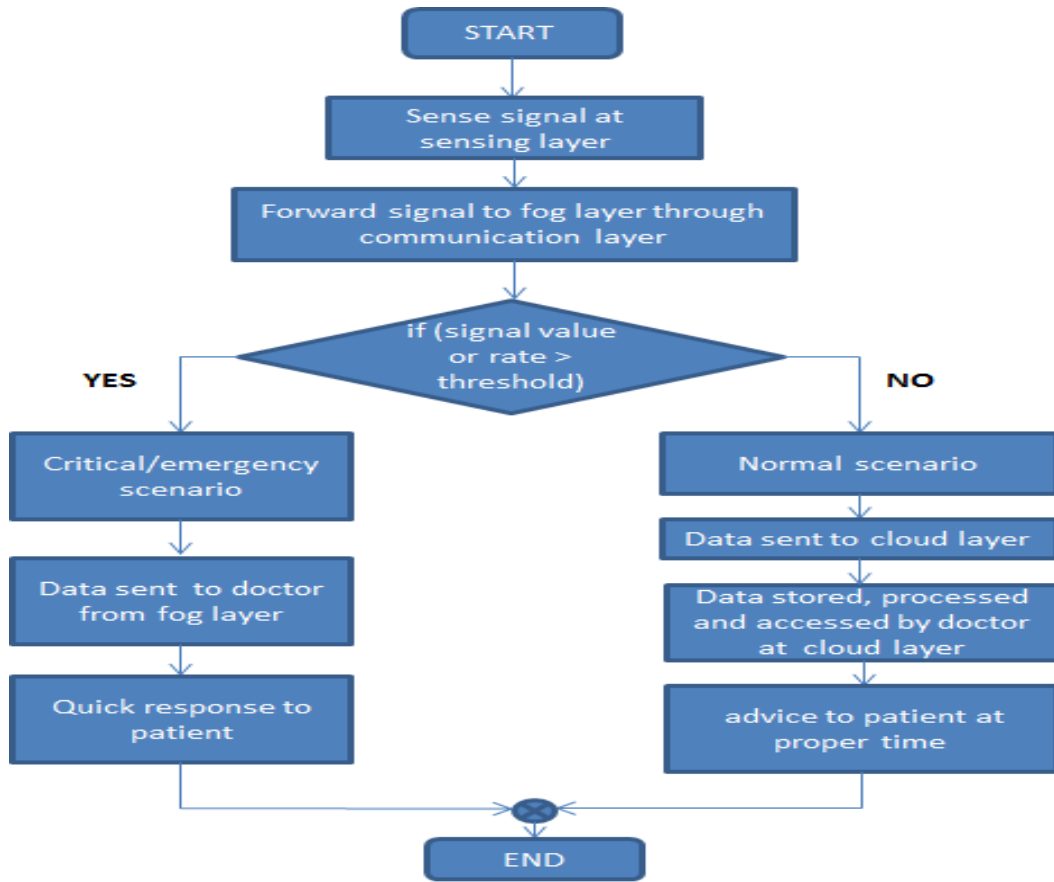 START
Sense signal at
sensing layer
Forward signal to fog layer through
communication layer
if (signal value
or rate >
threshold)
YES
NO
Critical/emergency
scenario
Data sent to doctor
from fog layer
Quick response to
patient
Normal scenario
Data sent to cloud layer
Data stored, processed
and accessed by doctor
at cloud layer
advice to patient at
proper time
END